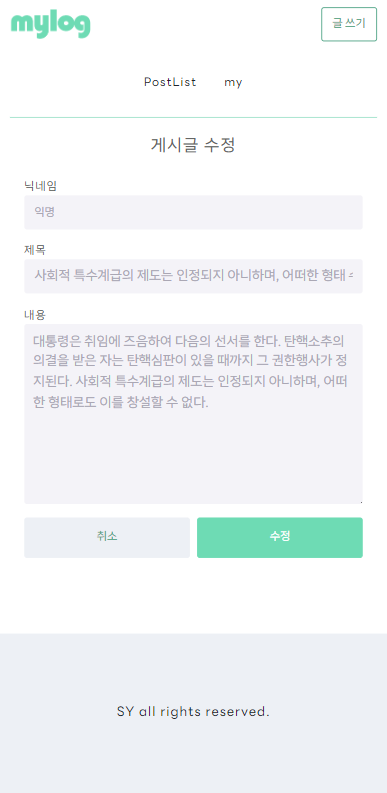 mylog
글 쓰기
PostList my
게시글 수정
닉네임
익명
제목
사회적 특수계급의 제도는 인정되지 아니하며, 어떠한 형태
내용
대통령은 취임에 즈음하여 다음의 선서를 한다. 탄핵소추의
의결을 받은 자는 탄핵심판이 있을 때까지 그 권한행사가 정
지된다. 사회적 특수계급의 제도는 인정되지 아니하며, 어떠
한 형태로도 이를 창설할 수 없다.
취소 수정
SY all rights reserved.